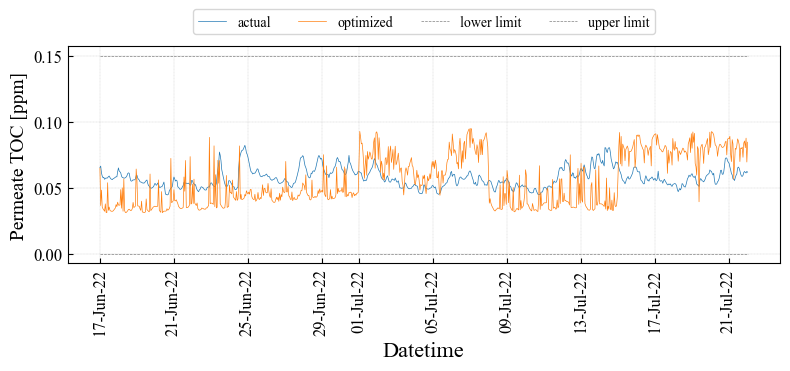 actual optimized lower limit upper limit
Permeate TOC [ppm]
0.15
0.10
0.05
0.00
17-Jun-22 21-Jun-22 25-Jun-22 29-Jun-22 01-Jul-22 05-Jul-22 09-Jul-22 13-Jul-22 17-Jul-22 21-Jul-22
Datetime